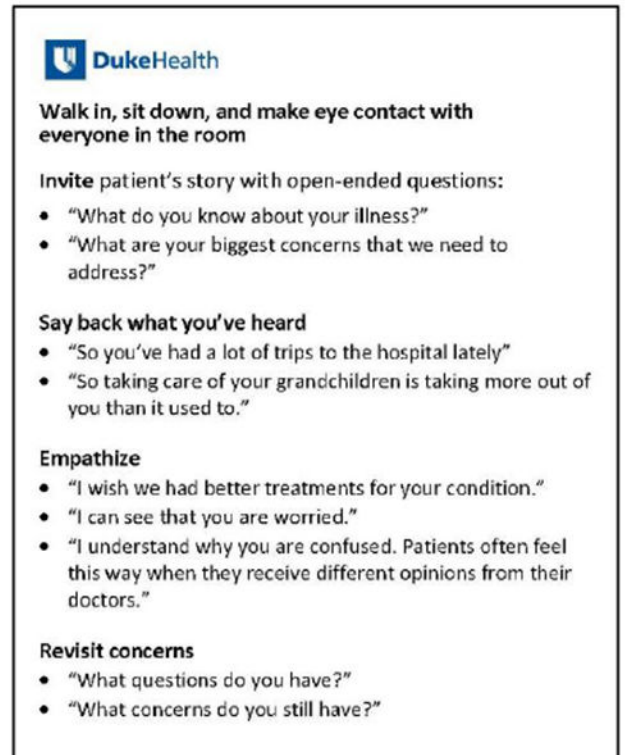 DukeHealth
Walk in, sit down, and make eye contact with
everyone in the room
Invite patient's story with open-ended questions:
• "What do you know about your illness?"
• "What are your biggest concerns that we need to
address?"
Say back what you've heard
• "So you've had a lot of trips to the hospital lately"
• "So taking care of your grandchildren is taking more out of
you than it used to."
Empathize
• "I wish we had better treatments for your condition."
• "I can see that you are worried."
• "I understand why you are confused. Patients often feel
this way when they receive different opinions from their
doctors."
Revisit concerns
• "What questions do you have?"
• "What concerns do you still have?"